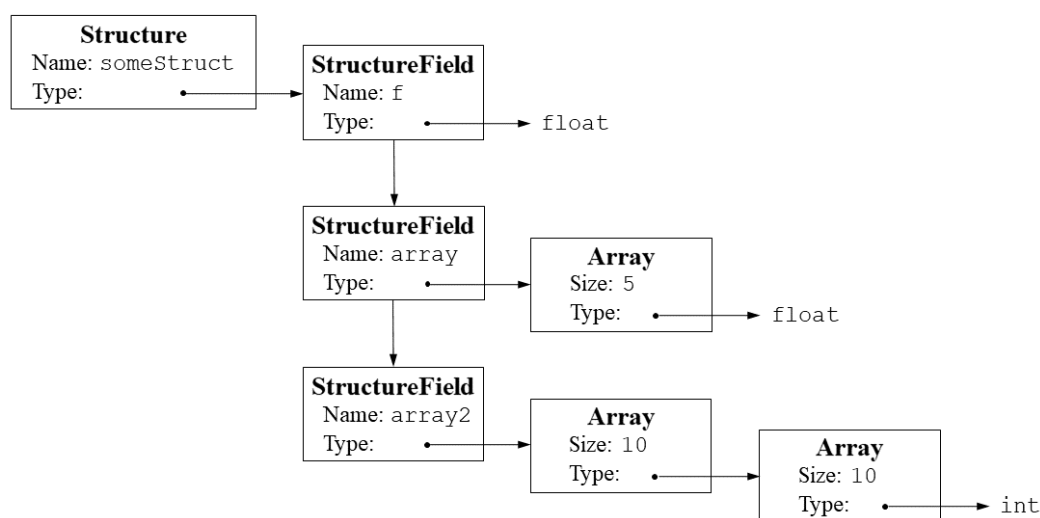 Structure
Name: someStruct
Type:
StructureField
Name: f
Type:
float
StructureField
Name: array
Type:
Array
Size: 5
Type:
float
StructureField
Name: array2
Type:
Array
Size: 10
Type:
Array
Size: 10
Type:
int